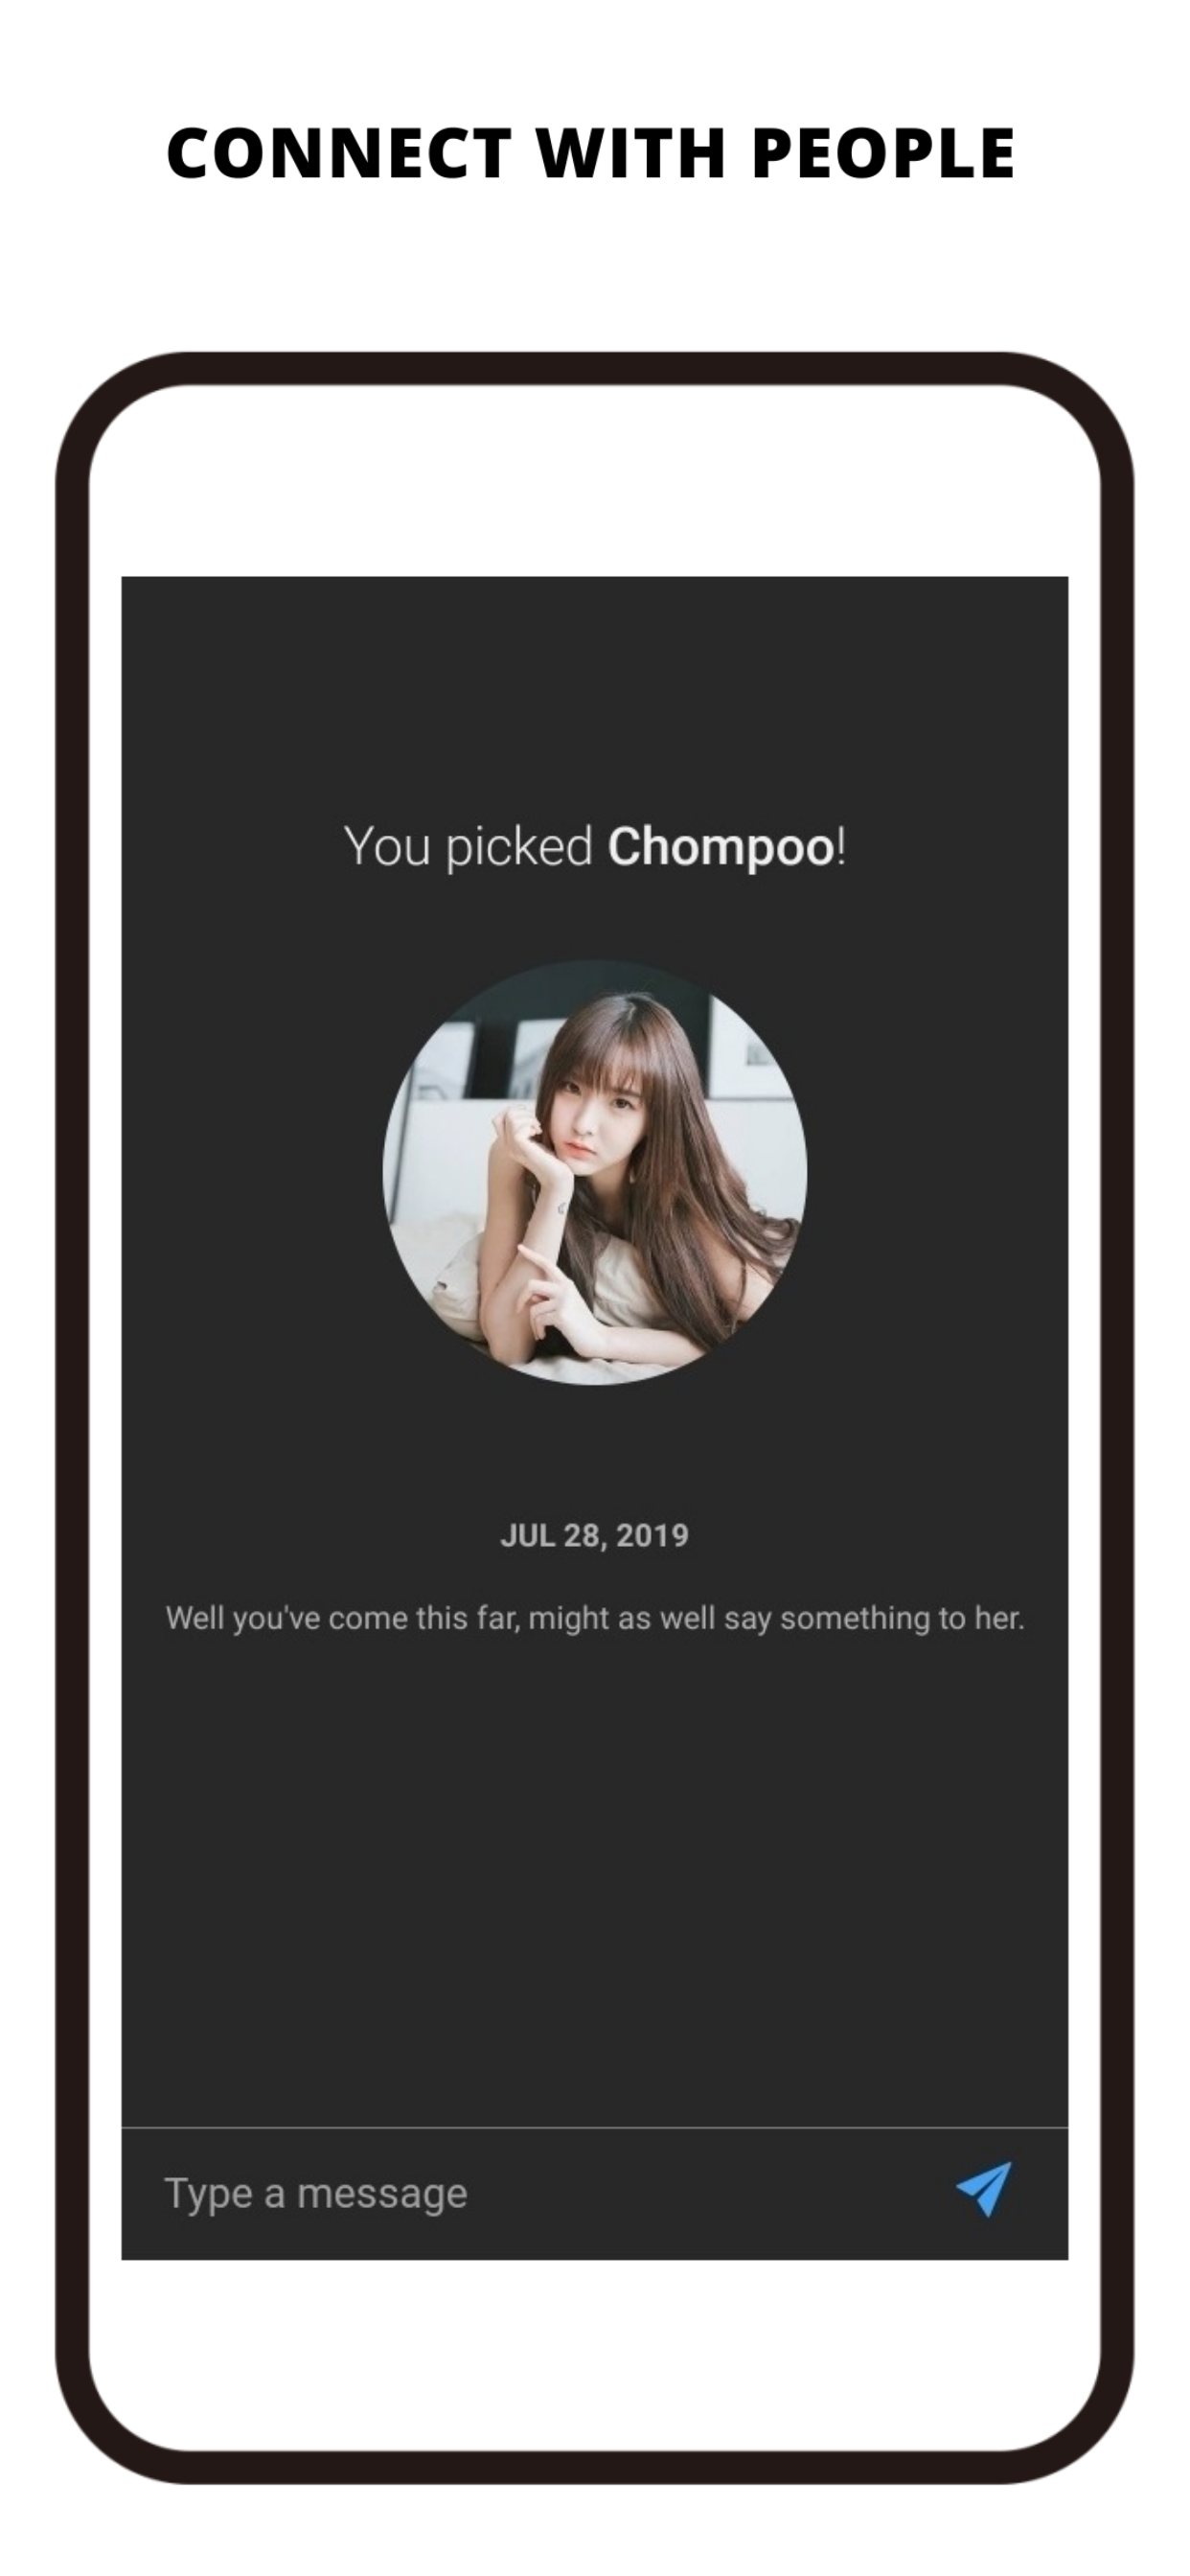 CONNECT WITH PEOPLE
You picked Chompoo!
JUL 28, 2019
Well you've come this far, might as well say something to her.
Type a message